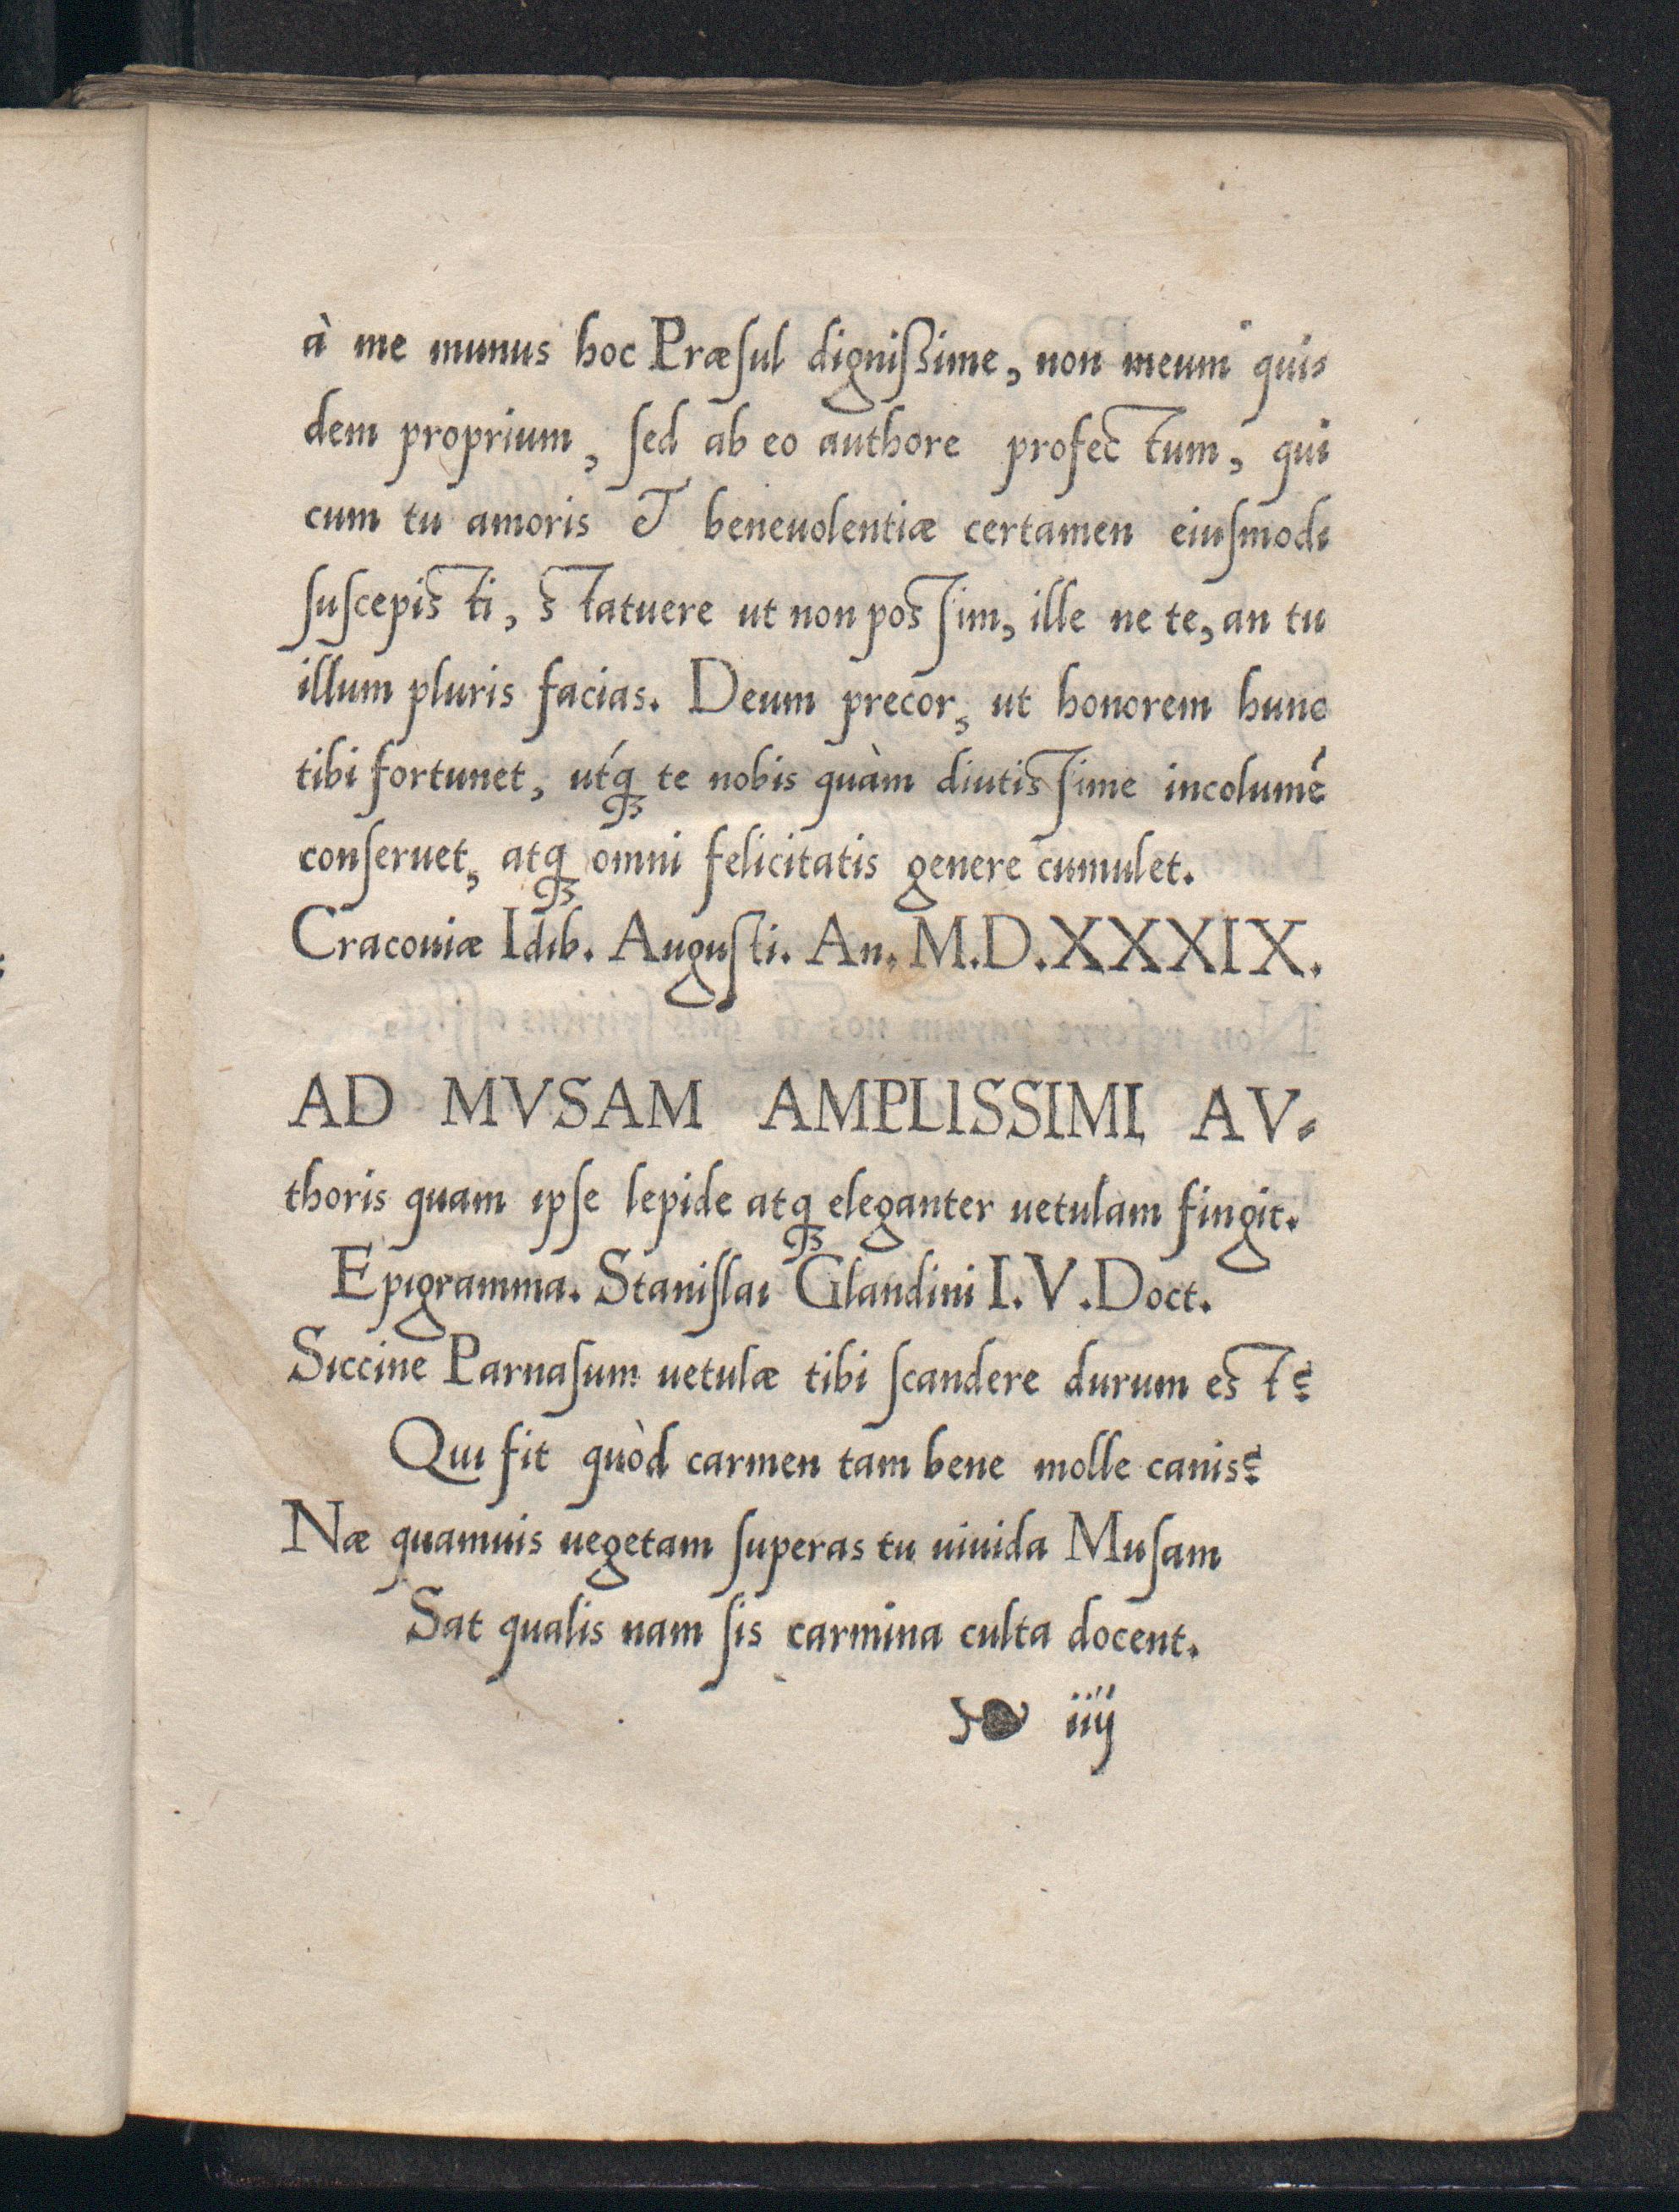 à me munus hoc Præſul digniſſime, non meum qui-
dem proprium, ſed ab eo authore profectum, qui
cum tu amoris & beneuolentiæ certamen eiuſmodi
ſuſcepisti, statuere ut non posſim, ille ne te, an tu
illum pluris facias. Deum precor, ut honorem hunc
tibi fortunet, utq́ꝫ te nobis quàm diutisſime incolumē
conſeruet, atqꝫ omni felicitatis genere cumulet.
Cracouiæ Idib. Auguſti. An. M.D.XXXIX.
AD MVSAM AMPLISSIMI AV-
thoris quam ipſe lepide atqꝫ eleganter uetulam fingit.
Epigramma. Staniſlai Glandini I.V.Doct.
Siccine Parnaſum uetulæ tibi ſcandere durum est?
Qui fit quòd carmen tam bene molle canis?
Næ quamuis uegetam ſuperas tu uiuida Muſam
Sat qualis nam ſis carmina culta docent.
❧ iiij